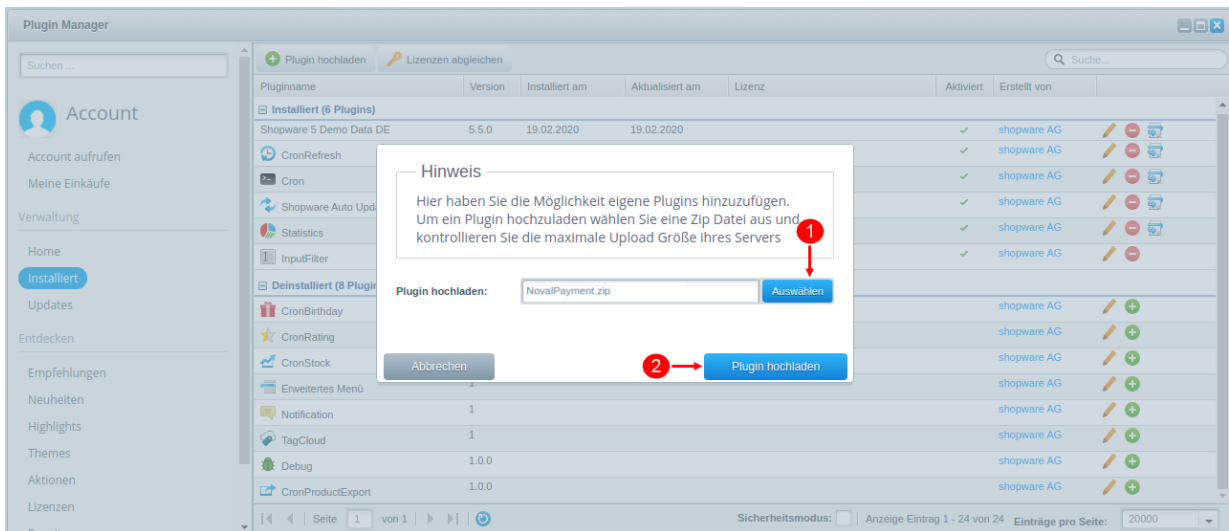 Plugin Manager
Suchen ...
Plugin hochladen Lizenzen abgleichen
Suche...
Account
Account aufrufen
Meine Einkäufe
Verwaltung
Home
Installiert
Updates
Entdecken
Empfehlungen
Neuheiten
Highlights
Themes
Aktionen
Lizenzen
Pluginname Version Installiert am Aktualisiert am Lizenz Aktiviert Erstellt von
Installiert (6 Plugins)
Shopware 5 Demo Data DE 5.5.0 19.02.2020 19.02.2020 shopware AG
CronRefresh shopware AG
Cron shopware AG
Shopware Auto Upda shopware AG
Statistics shopware AG
InputFilter shopware AG
Deinstalliert (8 Plugin
CronBirthday shopware AG
CronRating shopware AG
CronStock shopware AG
Erweitertes Menü 1 shopware AG
Notification 1 shopware AG
TagCloud 1 shopware AG
Debug 1.0.0 shopware AG
CronProductExport 1.0.0 shopware AG
Hinweis
Hier haben Sie die Möglichkeit eigene Plugins hinzuzufügen.
Um ein Plugin hochzuladen wählen Sie eine Zip Datei aus und
kontrollieren Sie die maximale Upload Größe ihres Servers
1
Plugin hochladen: NovalPayment.zip Auswählen
Abbrechen 2 Plugin hochladen
Seite 1 von 1 Sicherheitsmodus: Anzeige Eintrag 1 - 24 von 24 Einträge pro Seite: 20000